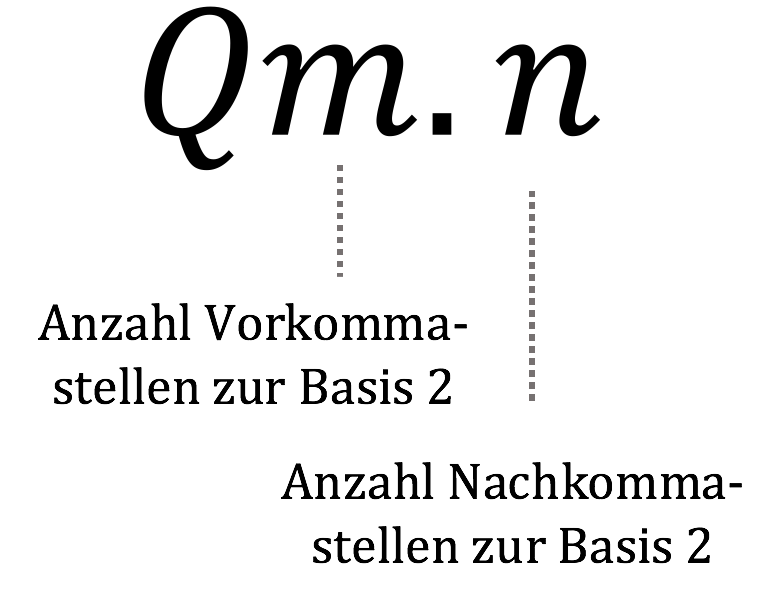 Qm.n
Anzahl Vorkomma-
stellen zur Basis 2
Anzahl Nachkomma-
stellen zur Basis 2